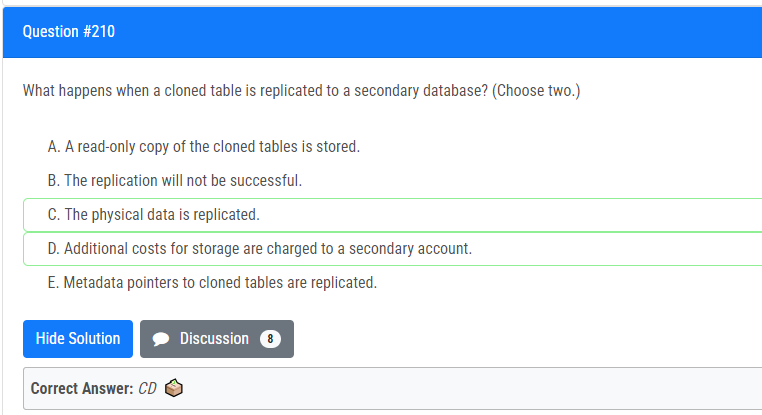 Question #210
What happens when a cloned table is replicated to a secondary database? (Choose two.)
A. A read-only copy of the cloned tables is stored.
B. The replication will not be successful.
C. The physical data is replicated.
D. Additional costs for storage are charged to a secondary account.
E. Metadata pointers to cloned tables are replicated.
Hide Solution Discussion 8
Correct Answer: CD